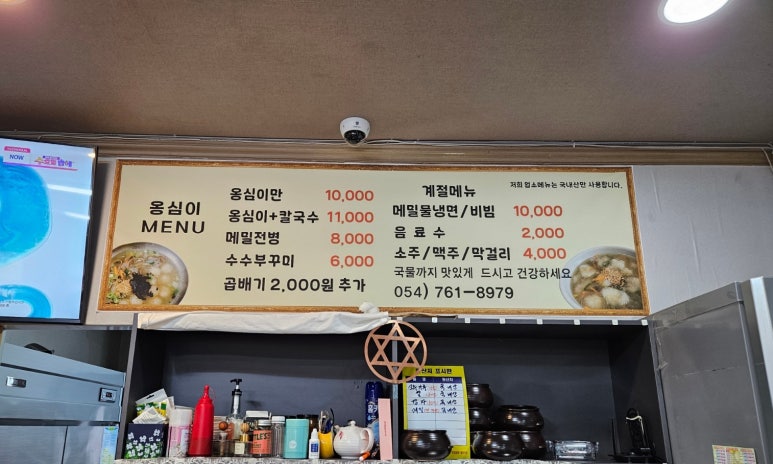 NOW
옹심이
MENU
옹심이만 10,000
옹심이+칼국수 11,000
메밀전병 8,000
수수부꾸미 6,000
곱배기 2,000원 추가
계절메뉴
저희 업소메뉴는 국내산만 사용합니다.
메밀물냉면/비빔 10,000
음료수 2,000
소주/맥주/막걸리 4,000
국물까지 맛있게 드시고 건강하세요
054) 761-8979